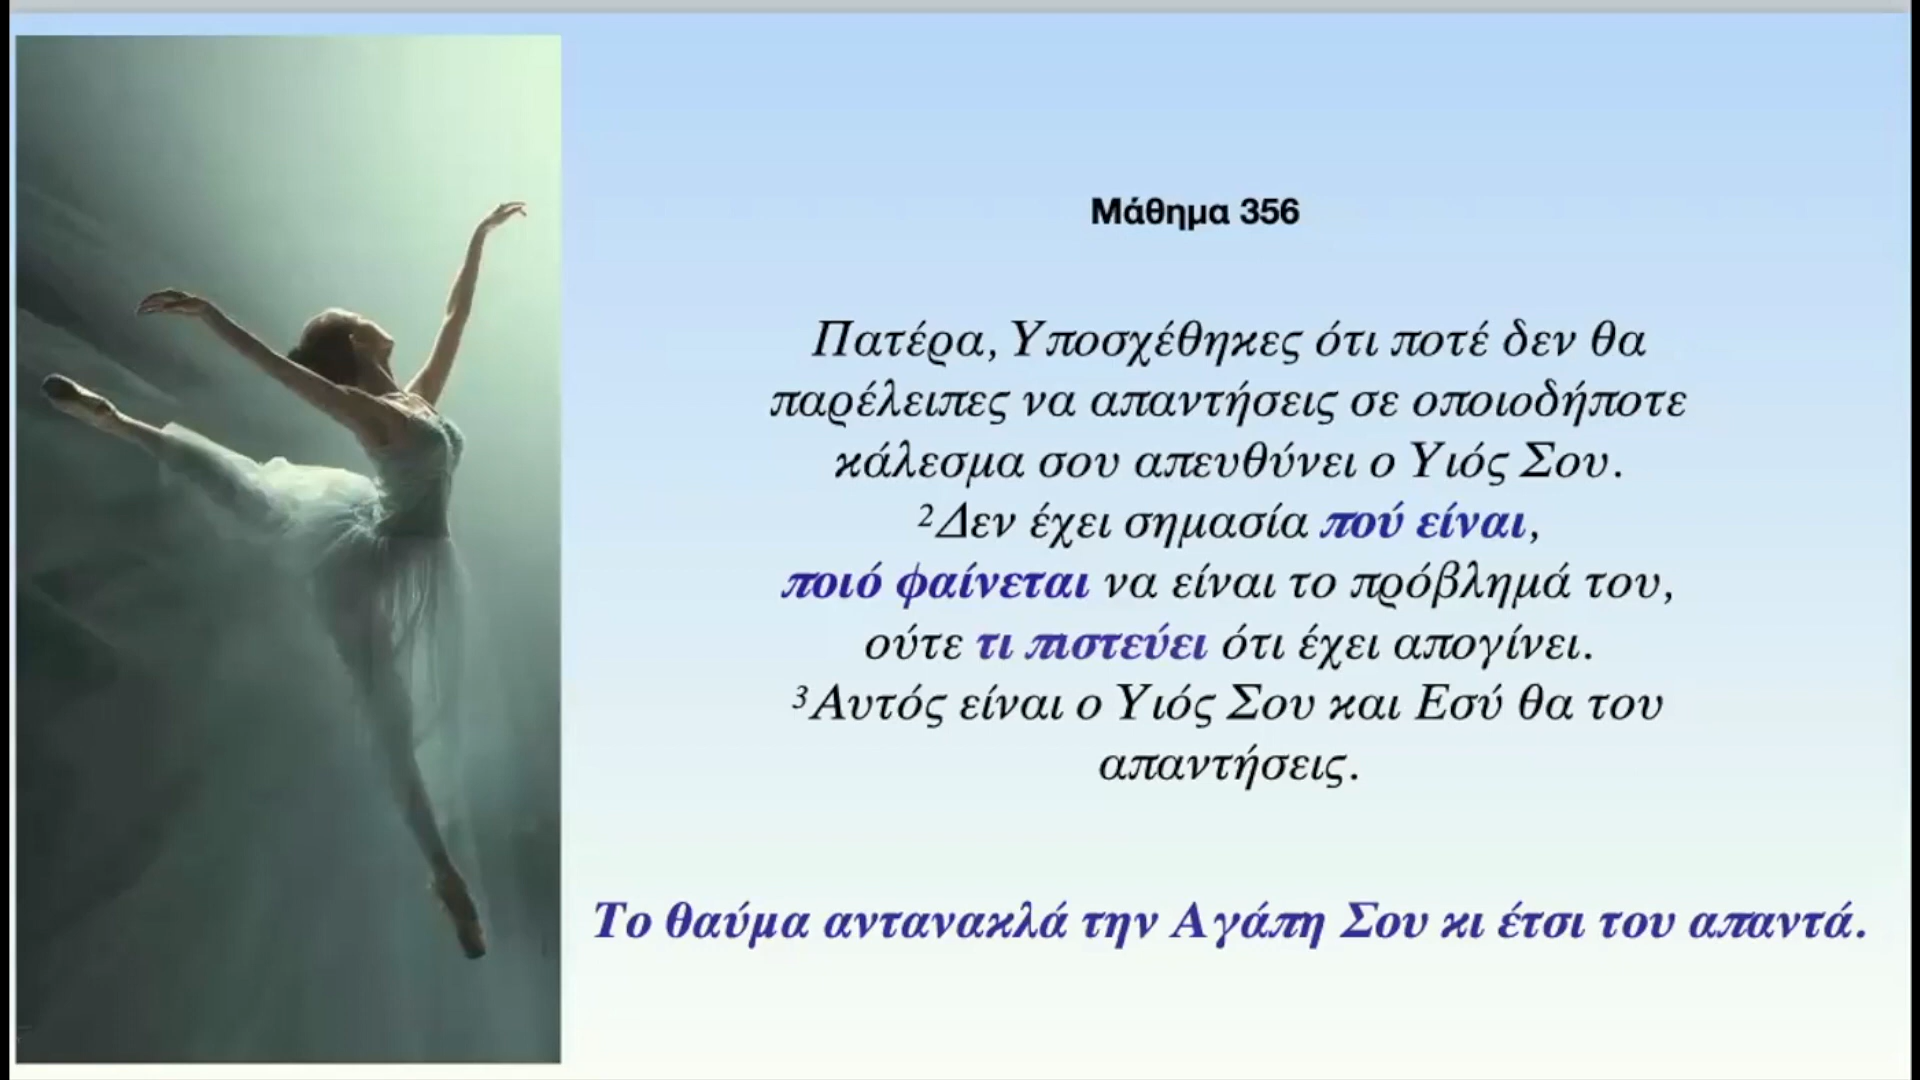 Μάθημα 356
Πατέρα, Υποσχέθηκες ότι ποτέ δεν θα
παρέλειπες να απαντήσεις σε οποιοδήποτε
κάλεσμα σου απευθύνει ο Υιός Σου.
²Δεν έχει σημασία πού είναι,
ποιό φαίνεται να είναι το πρόβλημά του,
ούτε τι πιστεύει ότι έχει απογίνει.
³Αυτός είναι ο Υιός Σου και Εσύ θα του
απαντήσεις.
Το θαύμα αντανακλά την Αγάπη Σου κι έτσι του απαντά.